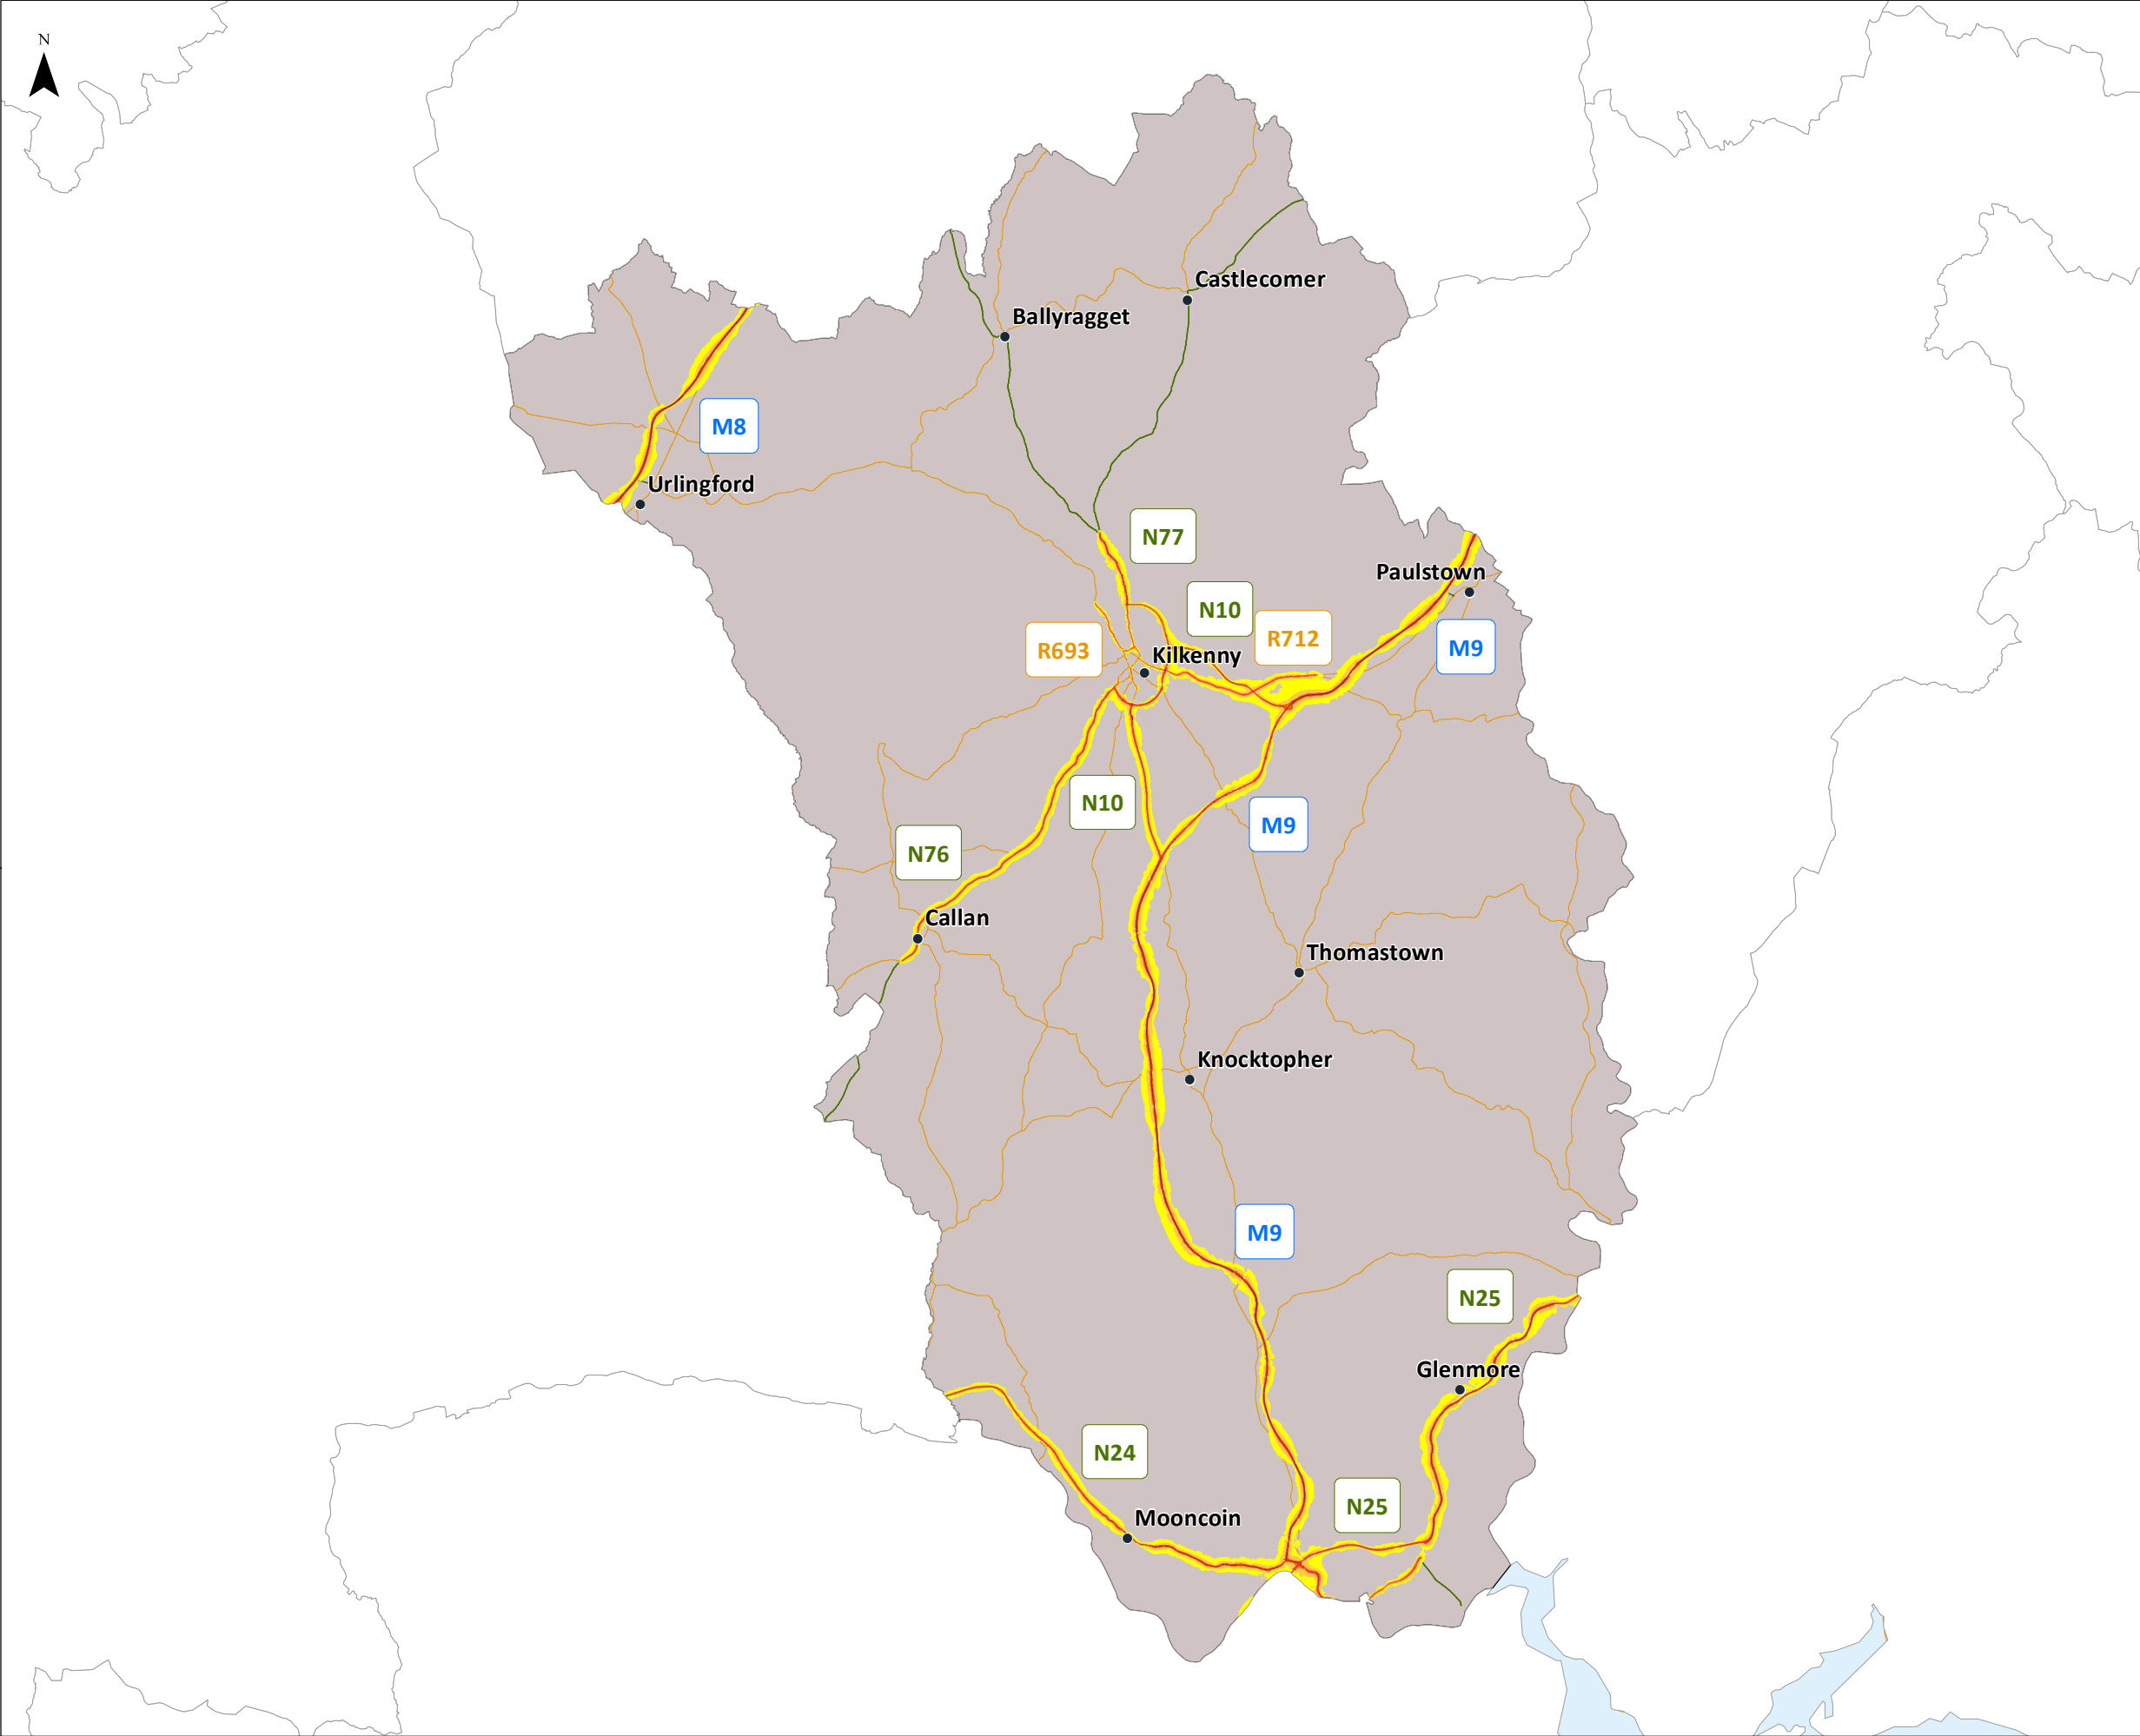 N
Castlecomer
Ballyragget
M8
Urlingford
N77
Paulstown
N10
R712
R693
Kilkenny
M9
N10
M9
N76
Callan
Thomastown
Knocktopher
M9
N25
Glenmore
N24
N25
Mooncoin